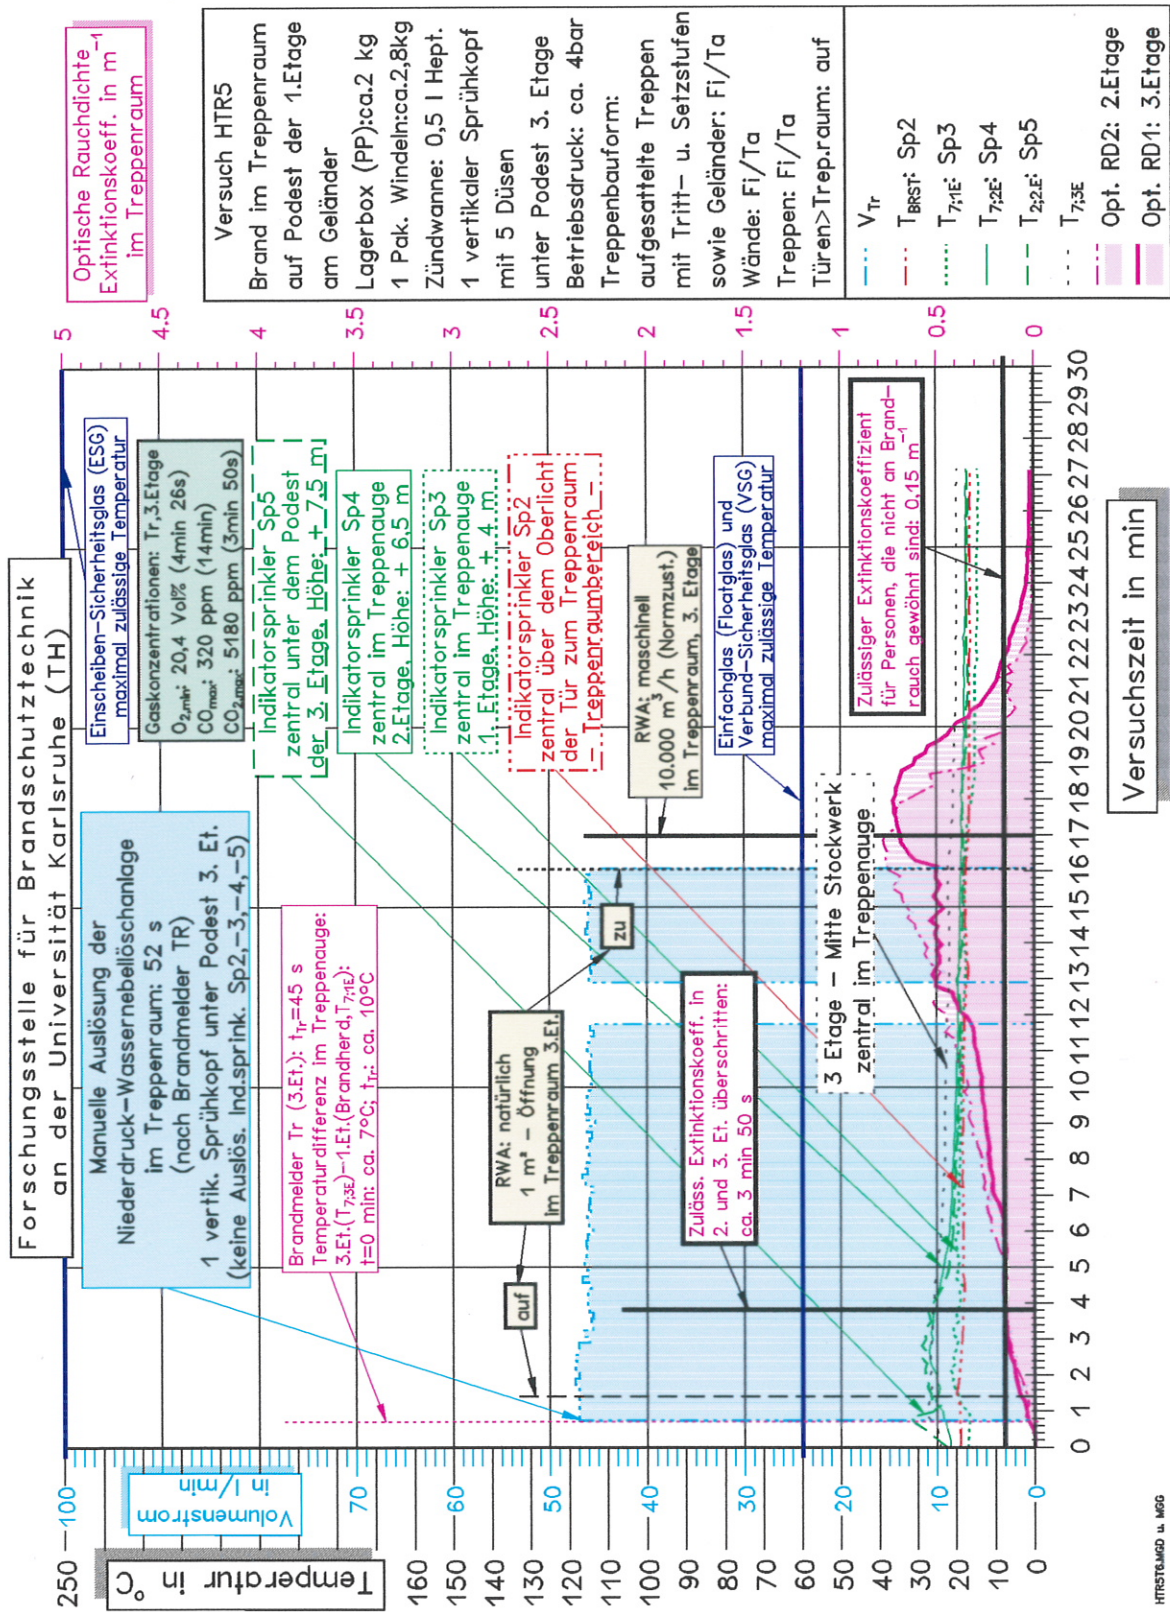 Forschungsstelle für Brandschutztechnik
an der Universität Karlsruhe (TH)
Optische Rauchdichte-
Extinktionskoeff. in m⁻¹
im Treppenraum
Temperatur in °C
Volumenstrom
in l/min
Manuelle Auslösung der
Niederdruck-Wassernebellöschanlage
im Treppenraum: 52 s
(nach Brandmelder TR)
1 vertik. Sprühkopf unter Podest 3. Et.
(keine Auslös. Indsprink. Sp2,-3,-4,-5)
Brandmelder Tr (3.Et.): t_Tr=45 s
Temperaturdifferenz im Treppenauge:
3.Et.(T_7;3E)-1.Et.(Brandherd,T_7;1E):
t=0 min: ca. 7°C; t_Tr: ca. 10°C
Einscheiben-Sicherheitsglas (ESG)
maximal zulässige Temperatur
Gaskonzentrationen: Tr,3.Etage
O₂,min: 20,4 Vol% (4min 26s)
CO_max: 320 ppm (14min)
CO₂,max: 5180 ppm (3min 50s)
Indikatorsprinkler Sp5
zentral unter dem Podest
der 3. Etage, Höhe: + 7,5 m
Indikatorsprinkler Sp4
zentral im Treppenauge
2.Etage, Höhe: + 6,5 m
Indikatorsprinkler Sp3
zentral im Treppenauge
1. Etage, Höhe: + 4 m
Indikatorsprinkler Sp2
zentral über dem Oberlicht
der Tür zum Treppenraum
- Treppenraumbereich -
RWA: natürlich
1 m² - Öffnung
im Treppenraum 3.Et.
auf
zu
RWA: maschinell
10.000 m³/h (Normzust.)
im Treppenraum, 3. Etage
Einfachglas (Floatglas) und
Verbund-Sicherheitsglas (VSG)
maximal zulässige Temperatur
Zuläss. Extinktionskoeff. in
2. und 3. Et. überschritten:
ca. 3 min 50 s
3 Etage - Mitte Stockwerk
zentral im Treppenauge
Zulässiger Extinktionskoeffizient
für Personen, die nicht an Brand-
rauch gewöhnt sind: 0,15 m⁻¹
250
160
150
140
130
120
110
100
90
80
70
60
50
40
30
20
10
0
100
70
60
50
40
30
20
10
0
5
4.5
4
3.5
3
2.5
2
1.5
1
0.5
0
0 1 2 3 4 5 6 7 8 9 10 11 12 13 14 15 16 17 18 19 20 21 22 23 24 25 26 27 28 29 30
Versuchszeit in min
Versuch HTR5
Brand im Treppenraum
auf Podest der 1.Etage
am Geländer
Lagerbox (PP):ca.2 kg
1 Pak. Windeln:ca.2,8kg
Zündwanne: 0,5 l Hept.
1 vertikaler Sprühkopf
mit 5 Düsen
unter Podest 3. Etage
Betriebsdruck: ca. 4bar
Treppenbauform:
aufgesattelte Treppen
mit Tritt- u. Setzstufen
sowie Geländer: Fi/Ta
Wände: Fi/Ta
Treppen: Fi/Ta
Türen>Trep.raum: auf
V_Tr
T_BRST: Sp2
T_7;1E: Sp3
T_7;2E: Sp4
T_2;2.E: Sp5
T_7;3E
Opt. RD2: 2.Etage
Opt. RD1: 3.Etage
HTR5T6.MGD u. MGG